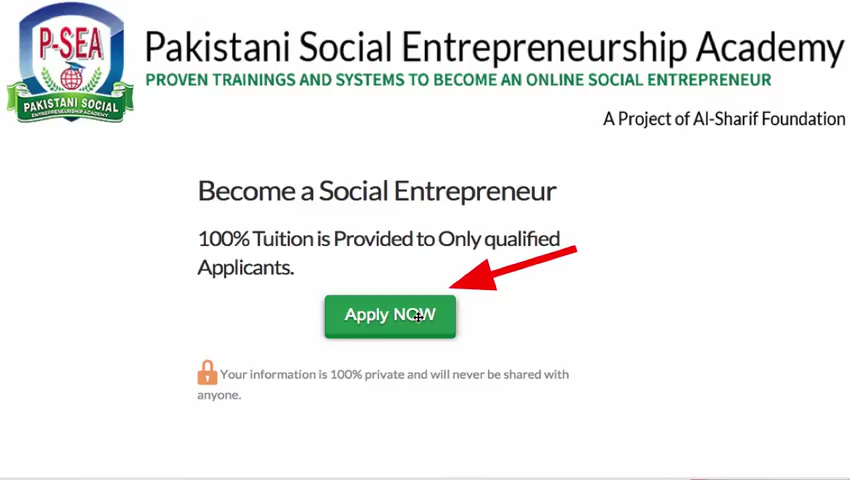 P-SEA
PAKISTANI SOCIAL
ENTREPRENEURSHIP ACADEMY
Pakistani Social Entrepreneurship Academy
PROVEN TRAININGS AND SYSTEMS TO BECOME AN ONLINE SOCIAL ENTREPRENEUR
A Project of Al-Sharif Foundation
Become a Social Entrepreneur
100% Tuition is Provided to Only qualified
Applicants.
Apply NOW
Your information is 100% private and will never be shared with
anyone.